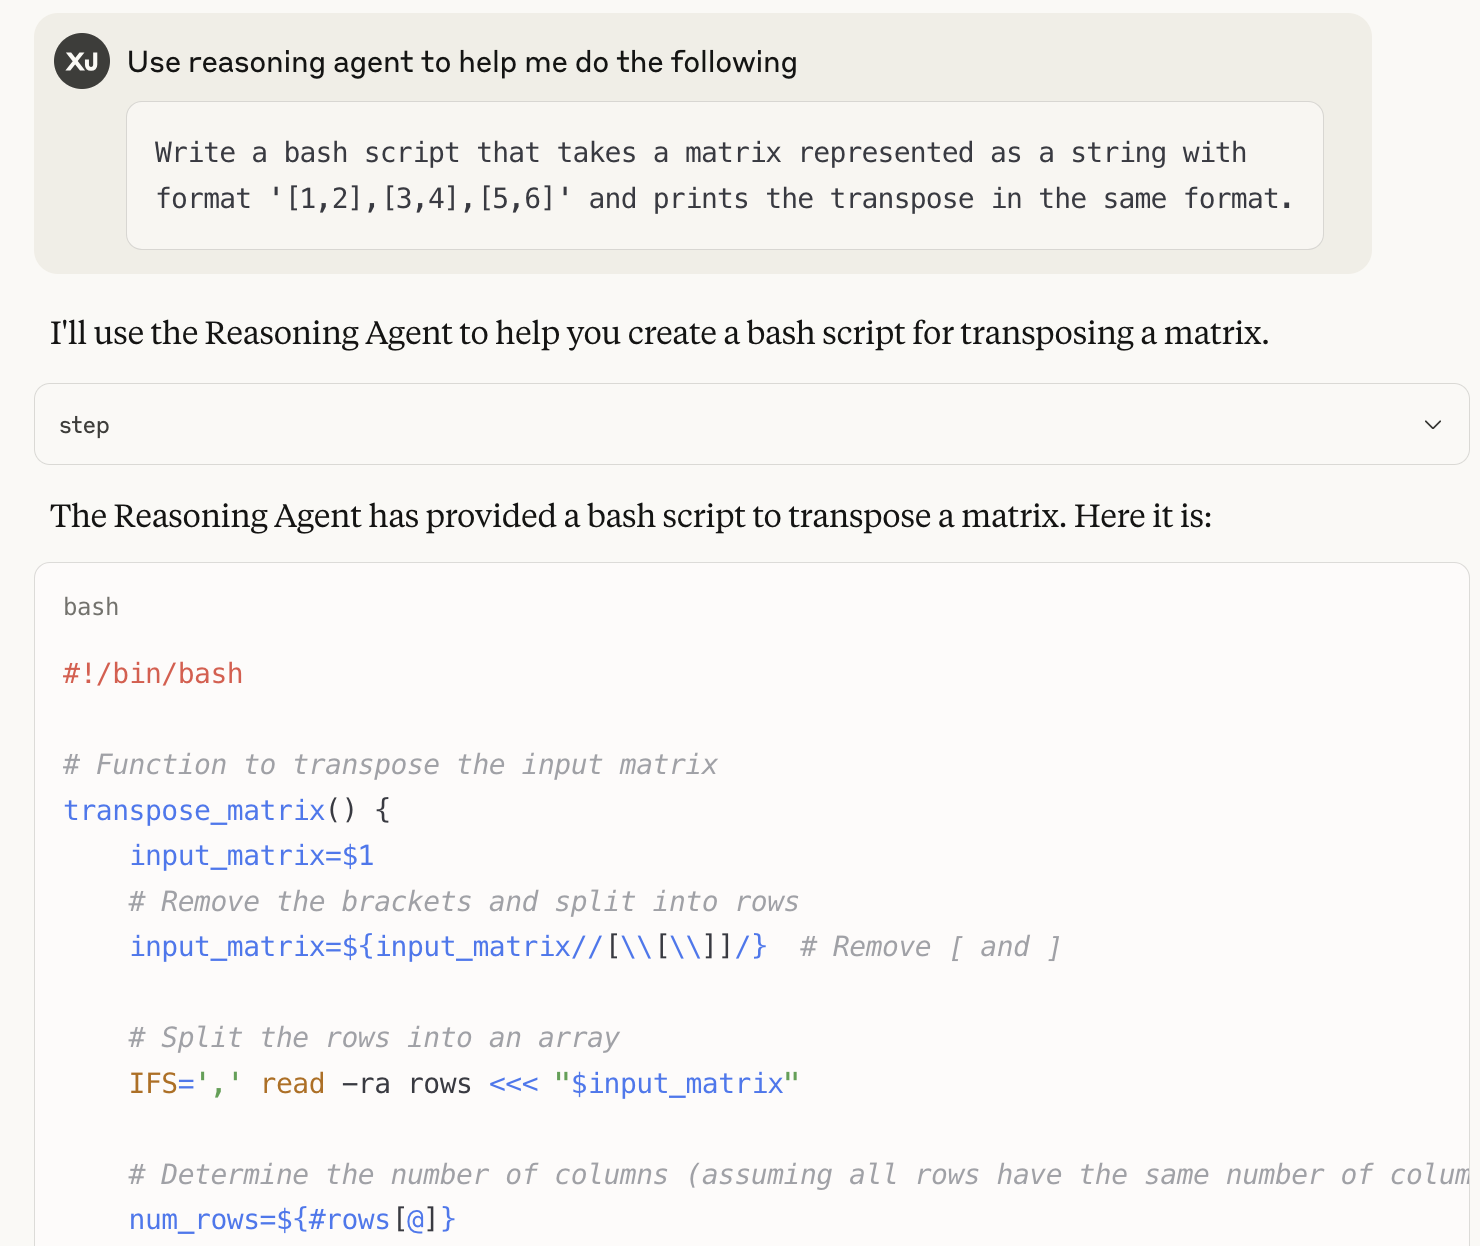 XJ Use reasoning agent to help me do the following
Write a bash script that takes a matrix represented as a string with
format '[1,2],[3,4],[5,6]' and prints the transpose in the same format.
I'll use the Reasoning Agent to help you create a bash script for transposing a matrix.
step
The Reasoning Agent has provided a bash script to transpose a matrix. Here it is:
bash
#!/bin/bash
# Function to transpose the input matrix
transpose_matrix() {
input_matrix=$1
# Remove the brackets and split into rows
input_matrix=${input_matrix//[\\[\\]]/}  # Remove [ and ]
# Split the rows into an array
IFS=',' read -ra rows <<< "$input_matrix"
# Determine the number of columns (assuming all rows have the same number of colum
num_rows=${#rows[@]}